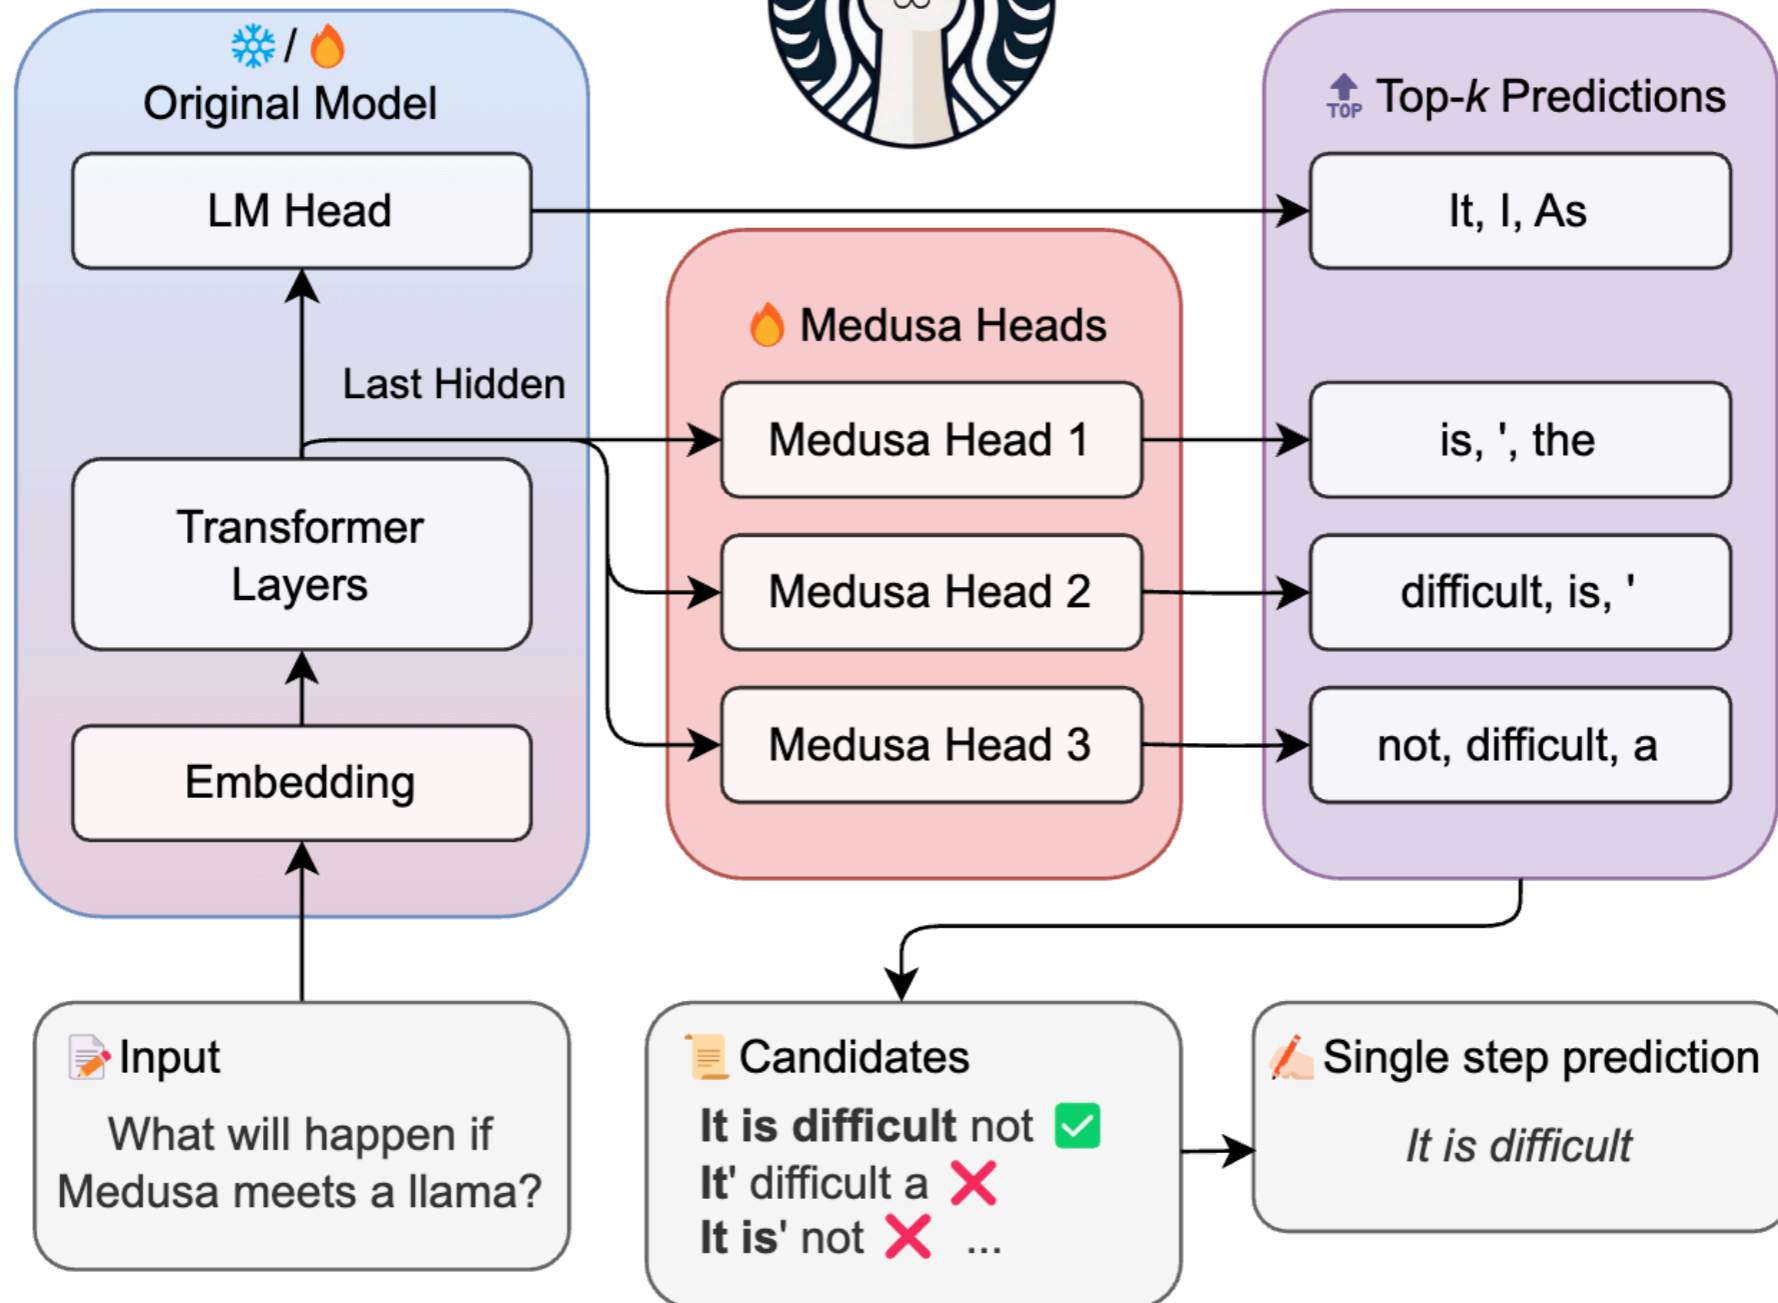 Original Model
LM Head
Last Hidden
Transformer
Layers
Embedding
Medusa Heads
Medusa Head 1
Medusa Head 2
Medusa Head 3
TOP Top-k Predictions
It, I, As
is, ', the
difficult, is, '
not, difficult, a
Input
What will happen if
Medusa meets a llama?
Candidates
It is difficult not
It' difficult a
It is' not ...
Single step prediction
It is difficult